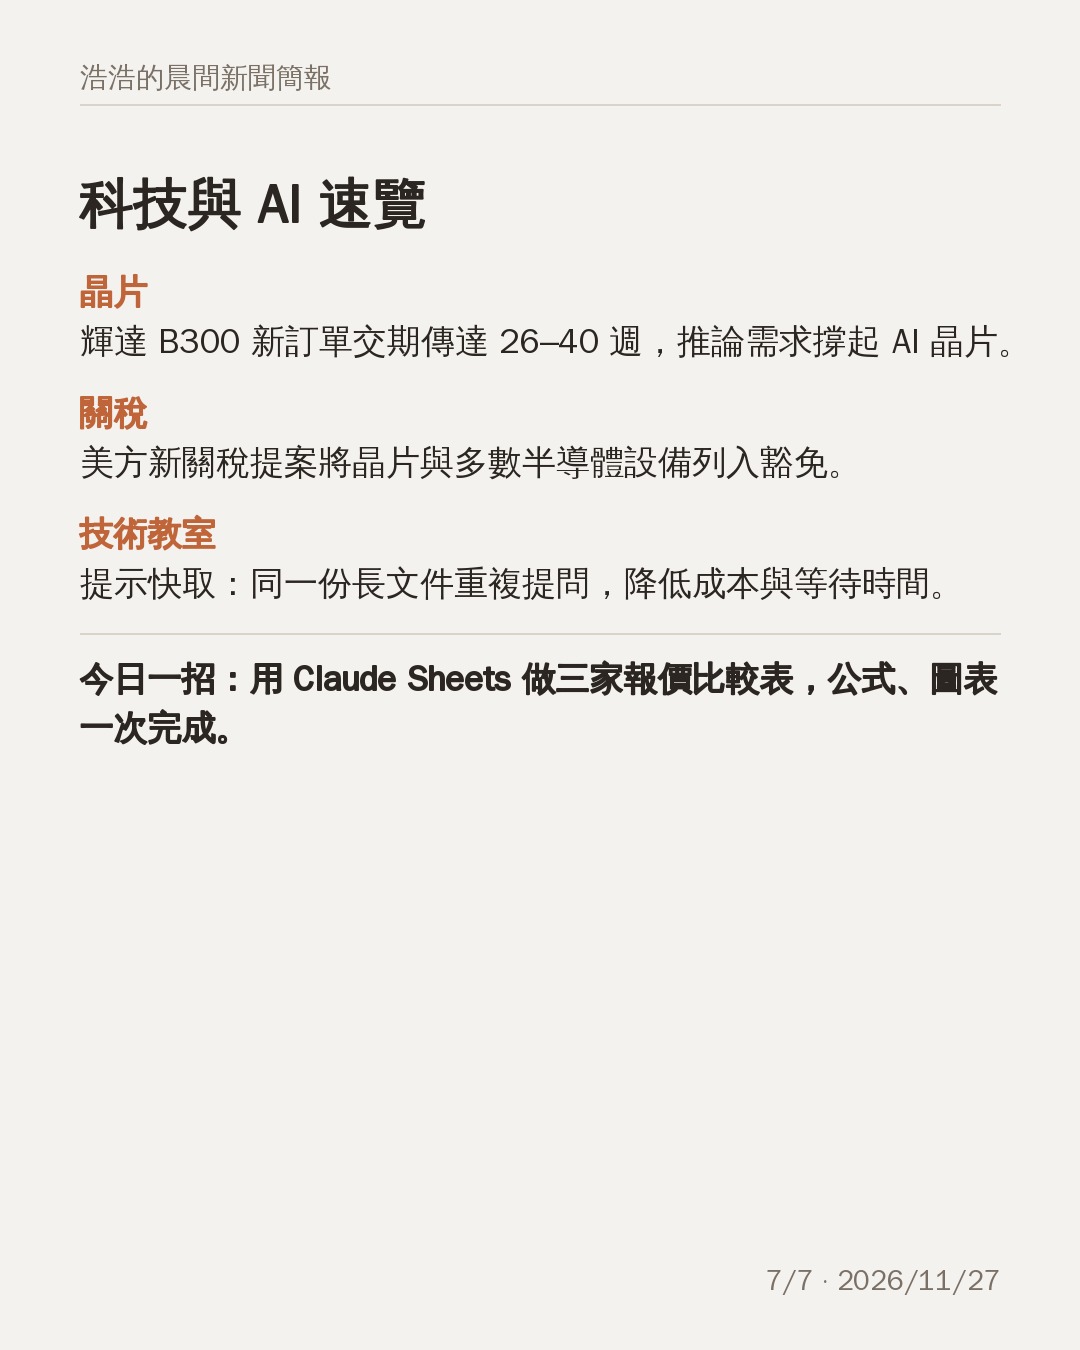 浩浩的晨間新聞簡報
科技與 AI 速覽
晶片
輝達 B300 新訂單交期傳達 26–40 週，推論需求撐起 AI 晶片。
關稅
美方新關稅提案將晶片與多數半導體設備列入豁免。
技術教室
提示快取：同一份長文件重複提問，降低成本與等待時間。
今日一招：用 Claude Sheets 做三家報價比較表，公式、圖表
一次完成。
7/7 · 2026/11/27